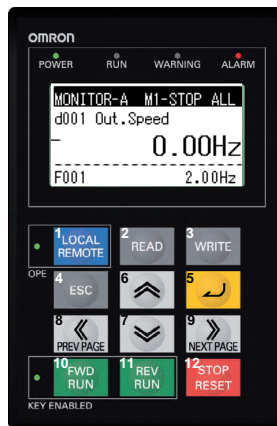 OMRON
POWER RUN WARNING ALARM
MONITOR-A M1-STOP ALL
d001 Out.Speed
0.00Hz
F001 2.00Hz
1 LOCAL REMOTE
2 READ
3 WRITE
OPE
4 ESC
6
5
8 PREV PAGE
7
9 NEXT PAGE
10 FWD RUN
11 REV RUN
12 STOP RESET
KEY ENABLED